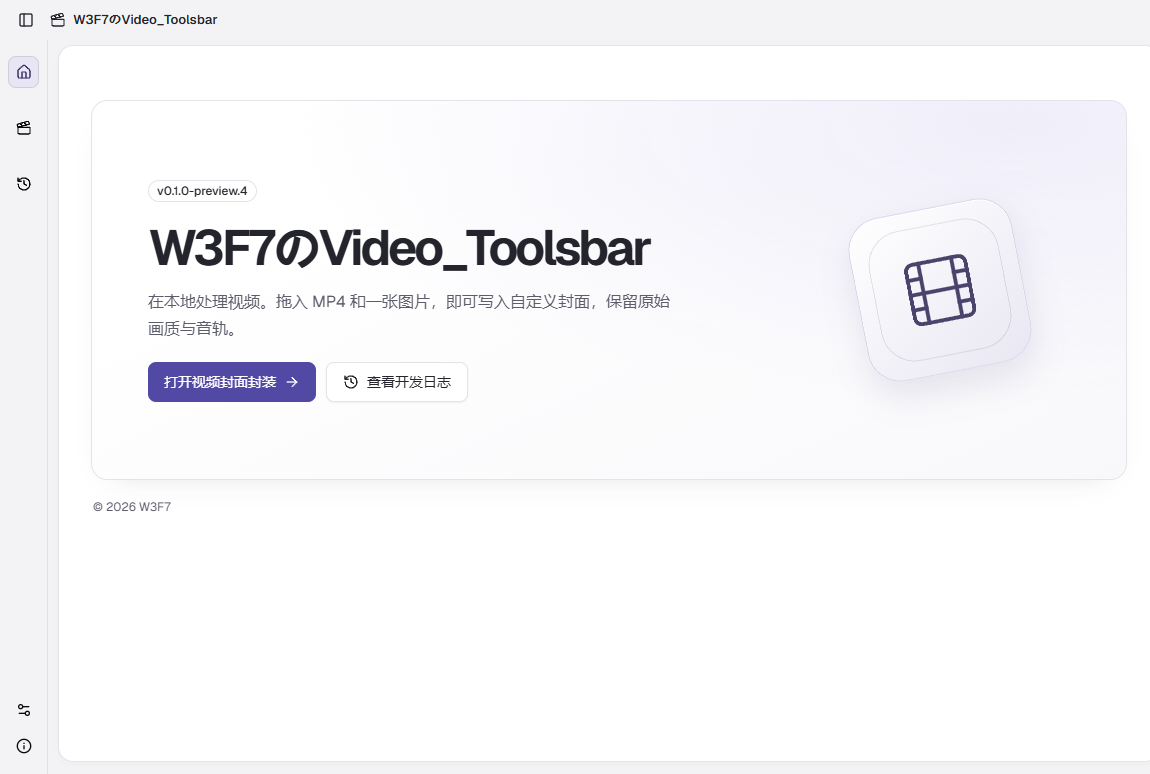 W3F7のVideo_Toolsbar
v0.1.0-preview.4
W3F7のVideo_Toolsbar
在本地处理视频。拖入 MP4 和一张图片，即可写入自定义封面，保留原始
画质与音轨。
打开视频封面封装
查看开发日志
© 2026 W3F7